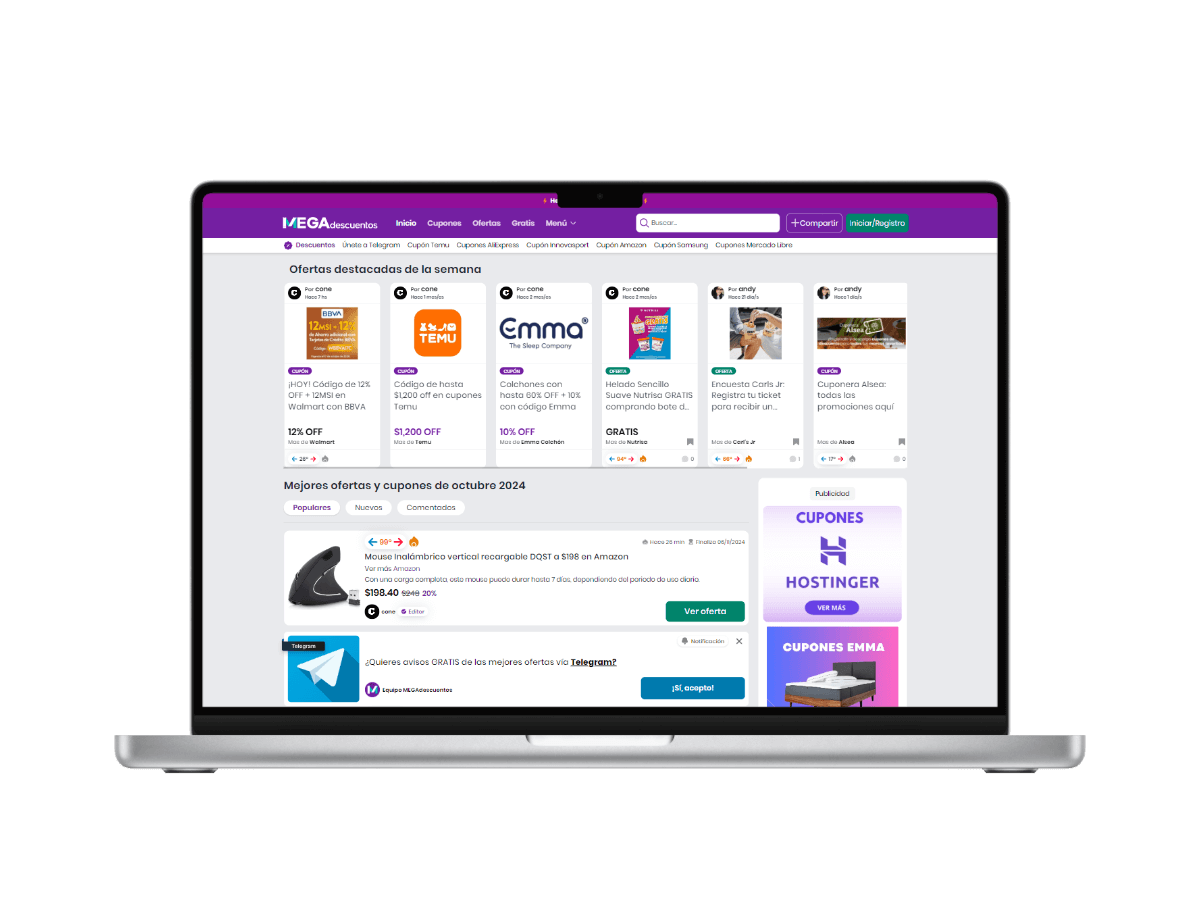 MEGAdescuentos
Inicio Cupones Ofertas Gratis Menú
Buscar...
+Compartir
Iniciar/Registro
Descuentos Únete a Telegram Cupón Temu Cupones AliExpress Cupón Innovasport Cupón Amazon Cupón Samsung Cupones Mercado Libre
Ofertas destacadas de la semana
Por cone
Hace 7 hs
BBVA
12MSI + 12%
CUPÓN
¡HOY! Código de 12%
OFF + 12MSI en
Walmart con BBVA
12% OFF
Mas de Walmart
26°
Por cone
Hace 1 mes/es
TEMU
CUPÓN
Código de hasta
$1,200 off en cupones
Temu
$1,200 OFF
Mas de Temu
Por cone
Hace 2 mes/es
Emma
The Sleep Company
CUPÓN
Colchones con
hasta 60% OFF + 10%
con código Emma
10% OFF
Mas de Emma Colchón
Por cone
Hace 2 mes/es
OFERTA
Helado Sencillo
Suave Nutrisa GRATIS
comprando bote d...
GRATIS
Mas de Nutrisa
94°
0
Por andy
Hace 21 día/s
OFERTA
Encuesta Carls Jr:
Registra tu ticket
para recibir un...
Mas de Carl's Jr
1
Por andy
Hace 1 día/s
Cuponera
Alsea
CUPÓN
Cuponera Alsea:
todas las
promociones aquí
Mas de Alsea
17°
0
Mejores ofertas y cupones de octubre 2024
Populares Nuevos Comentados
99°
Hace 26 min Finaliza 06/11/2024
Mouse Inalámbrico vertical recargable DQST a $198 en Amazon
Ver más Amazon
Con una carga completa, este mouse puede durar hasta 7 días, dependiendo del periodo de uso diario.
$198.40 $248 20%
cone Editor
Ver oferta
Telegram
Notificación
¿Quieres avisos GRATIS de las mejores ofertas vía Telegram?
Equipo MEGAdescuentos
¡Sí, acepto!
Publicidad
CUPONES
HOSTINGER
VER MÁS
CUPONES EMMA